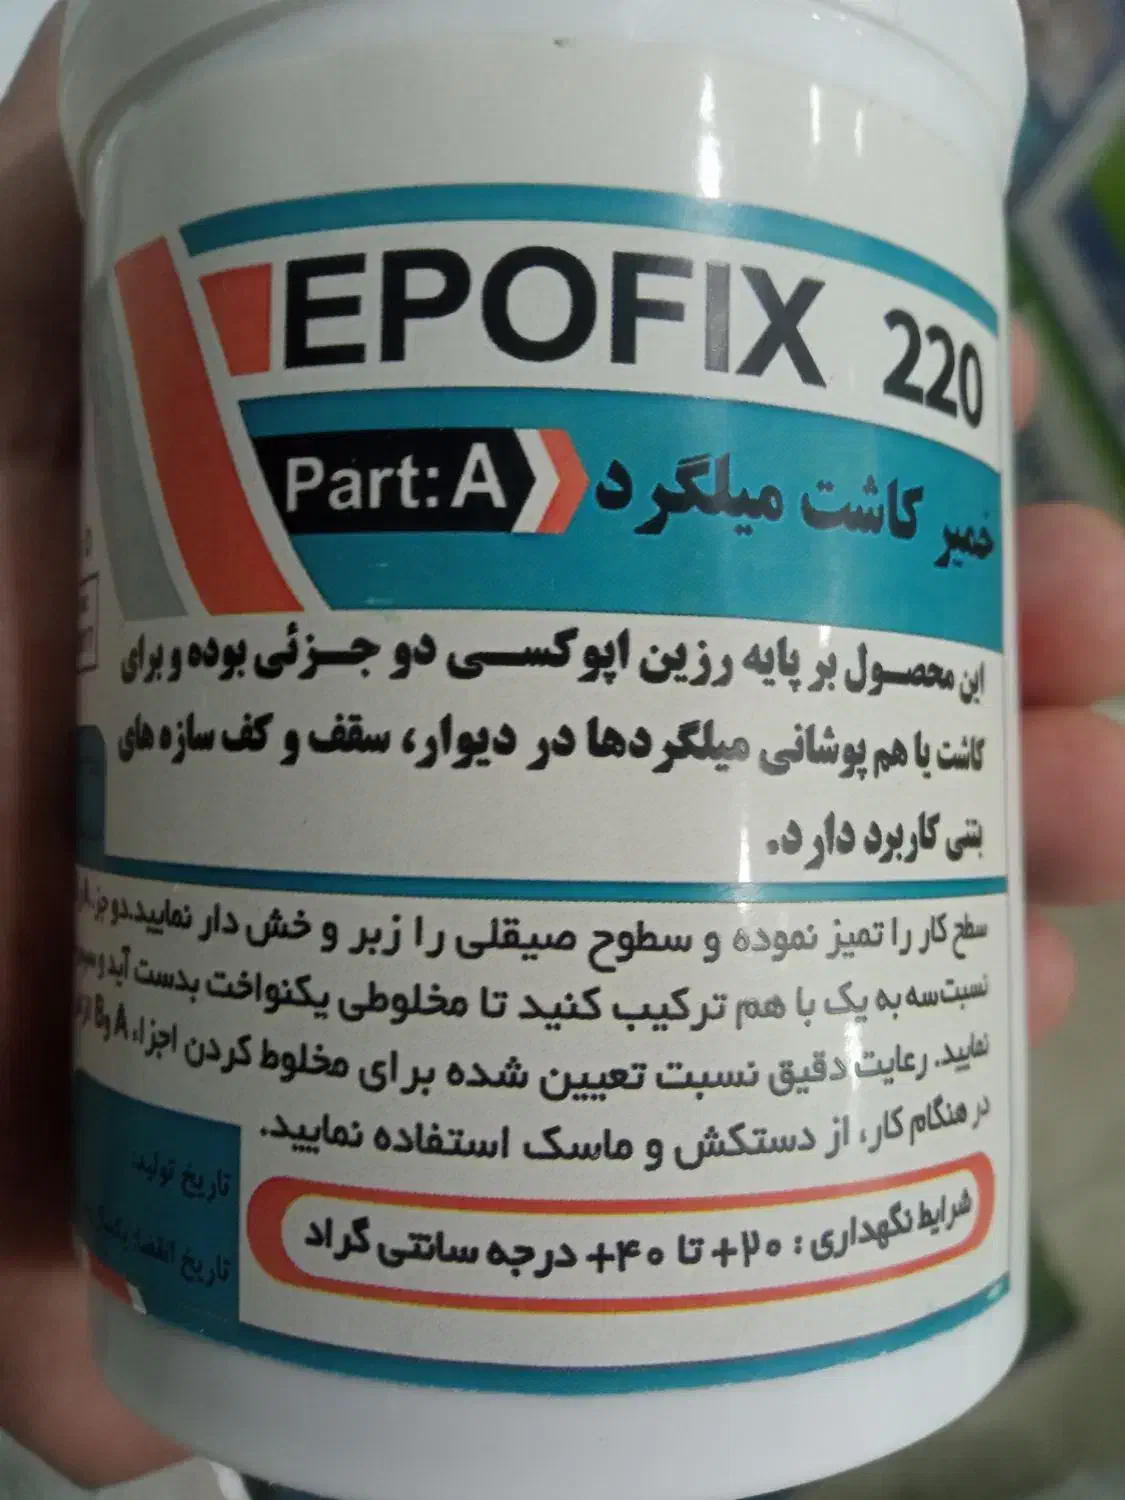 EPOFIX 220
Part: A
خمیر کاشت میلگرد
این محصول بر پایه رزین اپوکسی دو جزئی بوده و برای
کاشت یا هم پوشانی میلگردها در دیوار، سقف و کف سازه های
بتنی کاربرد دارد.
سطح کار را تمیز نموده و سطوح صیقلی را زبر و خش دار نمایید.دو جز A
نسبت سه به یک با هم ترکیب کنید تا مخلوطی یکنواخت بدست آید و
نمایید. رعایت دقیق نسبت تعیین شده برای مخلوط کردن اجزاء A و B
در هنگام کار، از دستکش و ماسک استفاده نمایید.
شرایط نگهداری : ۲۰+ تا ۴۰+ درجه سانتی گراد
تاریخ تولید:
تاریخ انقضا: